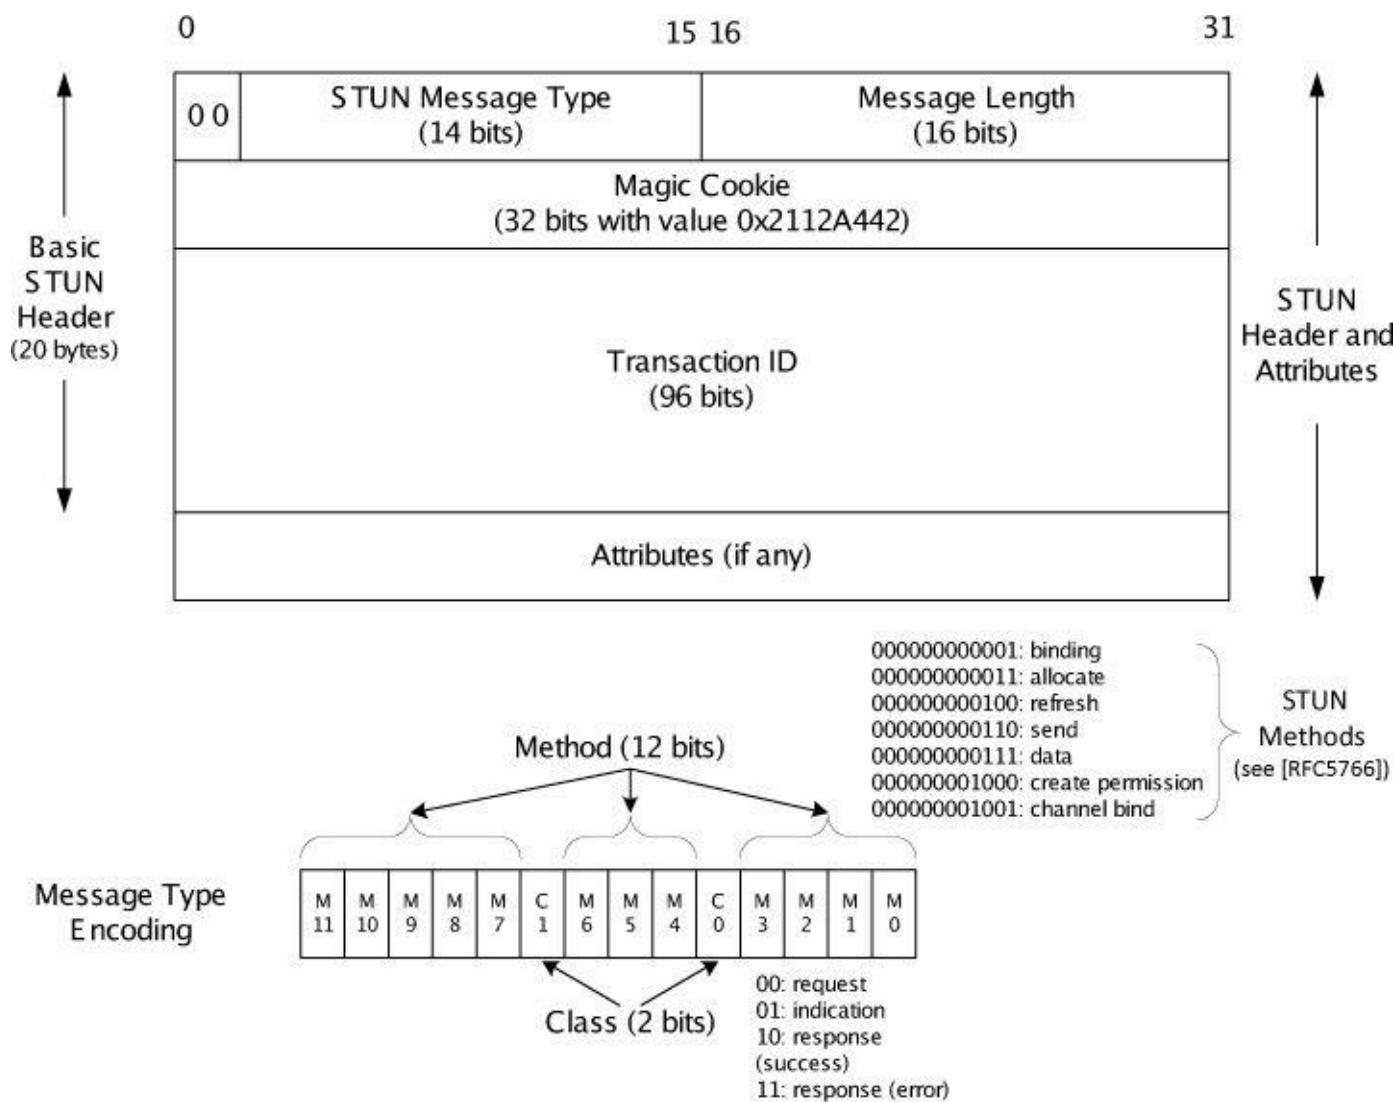 0 15 16 31
0 0
STUN Message Type
(14 bits)
Message Length
(16 bits)
Magic Cookie
(32 bits with value 0x2112A442)
Basic
STUN
Header
(20 bytes)
Transaction ID
(96 bits)
STUN
Header and
Attributes
Attributes (if any)
000000000001: binding
000000000011: allocate
000000000100: refresh
000000000110: send
000000000111: data
000000001000: create permission
000000001001: channel bind
STUN
Methods
(see [RFC5766])
Method (12 bits)
Message Type
Encoding
M M M M M C M M M C M M M M
11 10 9 8 7 1 6 5 4 0 3 2 1 0
Class (2 bits)
00: request
01: indication
10: response
(success)
11: response (error)